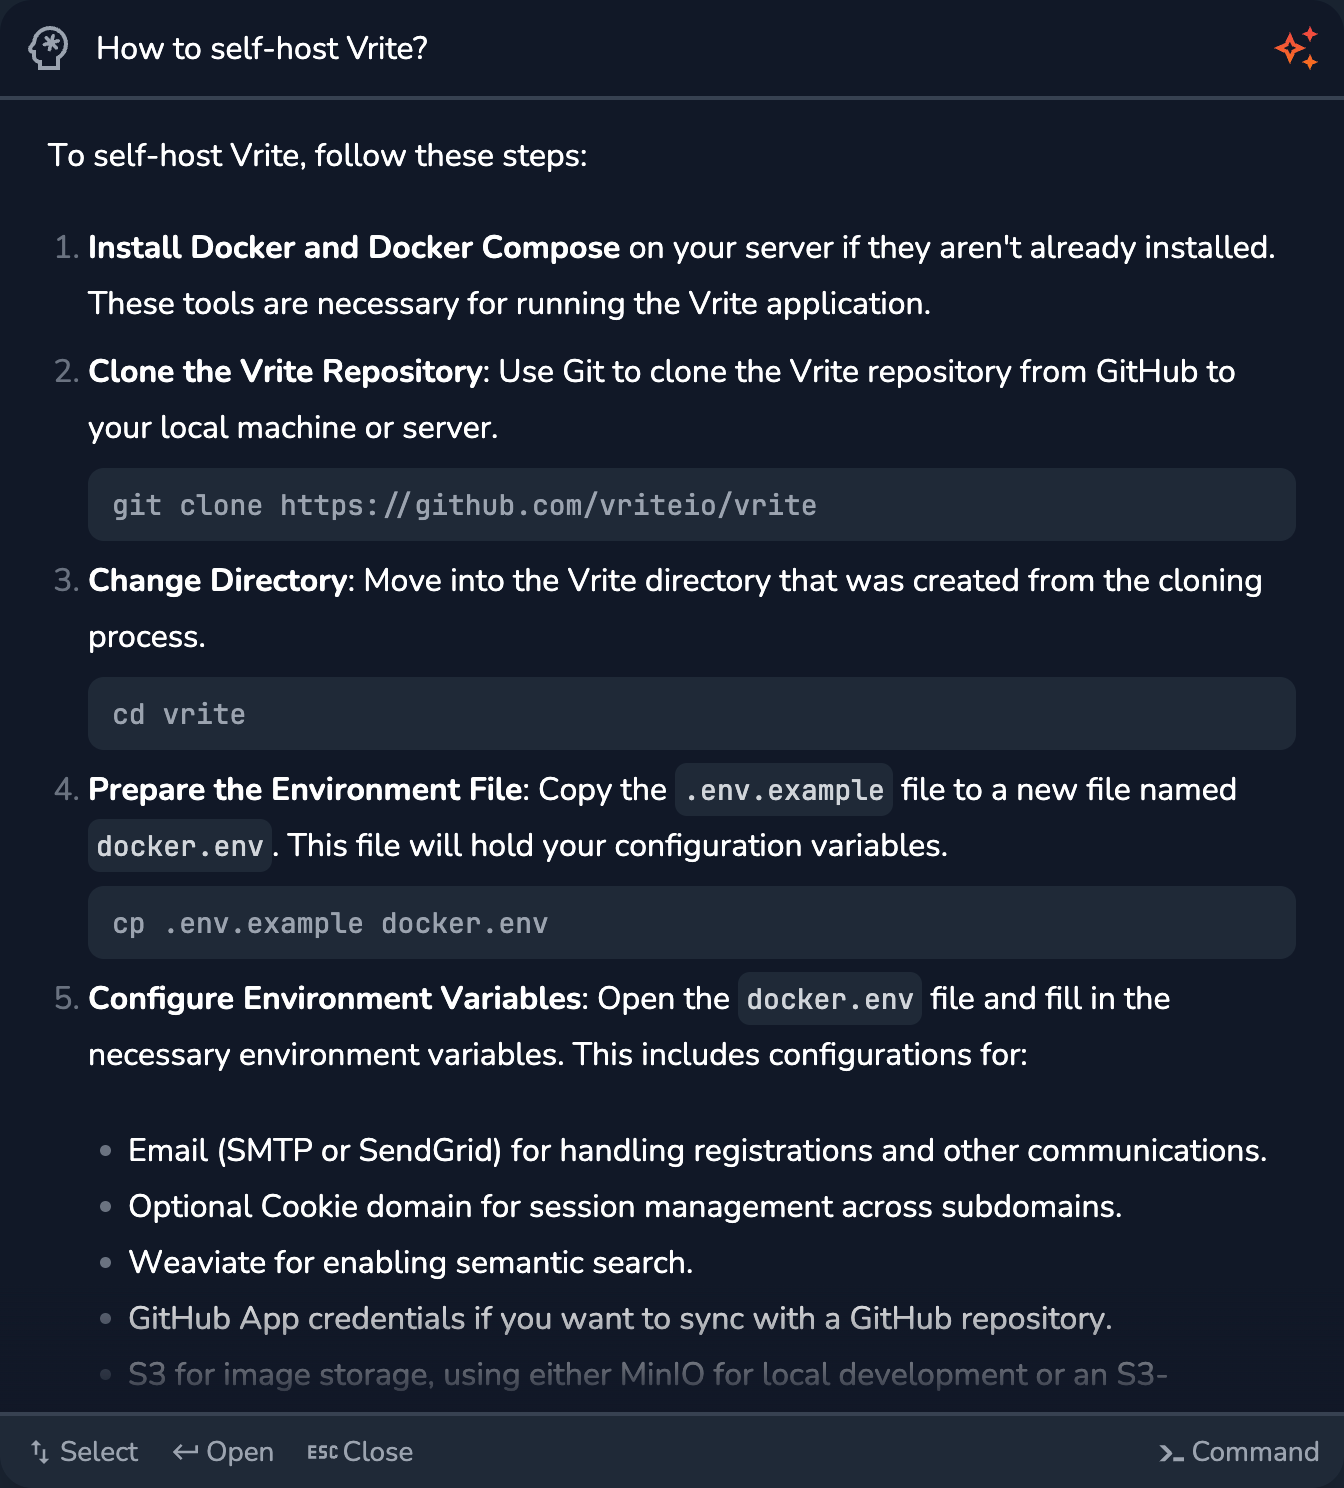 How to self-host Vrite?
To self-host Vrite, follow these steps:
1. Install Docker and Docker Compose on your server if they aren't already installed.
These tools are necessary for running the Vrite application.
2. Clone the Vrite Repository: Use Git to clone the Vrite repository from GitHub to
your local machine or server.
git clone https://github.com/vriteio/vrite
3. Change Directory: Move into the Vrite directory that was created from the cloning
process.
cd vrite
4. Prepare the Environment File: Copy the .env.example file to a new file named
docker.env. This file will hold your configuration variables.
cp .env.example docker.env
5. Configure Environment Variables: Open the docker.env file and fill in the
necessary environment variables. This includes configurations for:
• Email (SMTP or SendGrid) for handling registrations and other communications.
• Optional Cookie domain for session management across subdomains.
• Weaviate for enabling semantic search.
• GitHub App credentials if you want to sync with a GitHub repository.
• S3 for image storage, using either MinIO for local development or an S3-
Select Open ESC Close Command